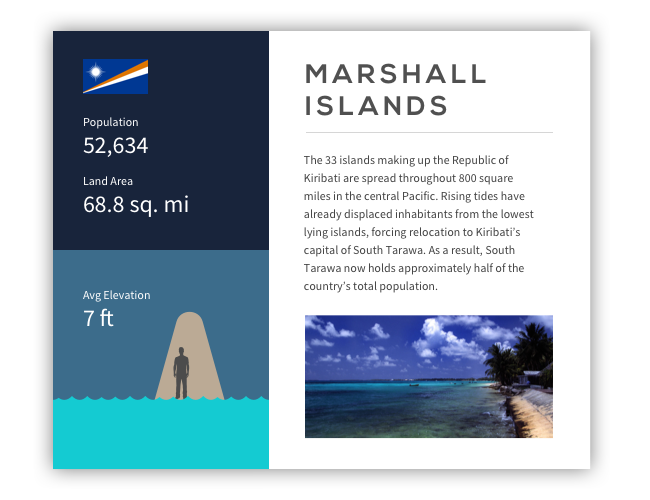 Population
52,634
Land Area
68.8 sq. mi
Avg Elevation
7 ft
MARSHALL
ISLANDS
The 33 islands making up the Republic of
Kiribati are spread throughout 800 square
miles in the central Pacific. Rising tides have
already displaced inhabitants from the lowest
lying islands, forcing relocation to Kiribati's
capital of South Tarawa. As a result, South
Tarawa now holds approximately half of the
country's total population.